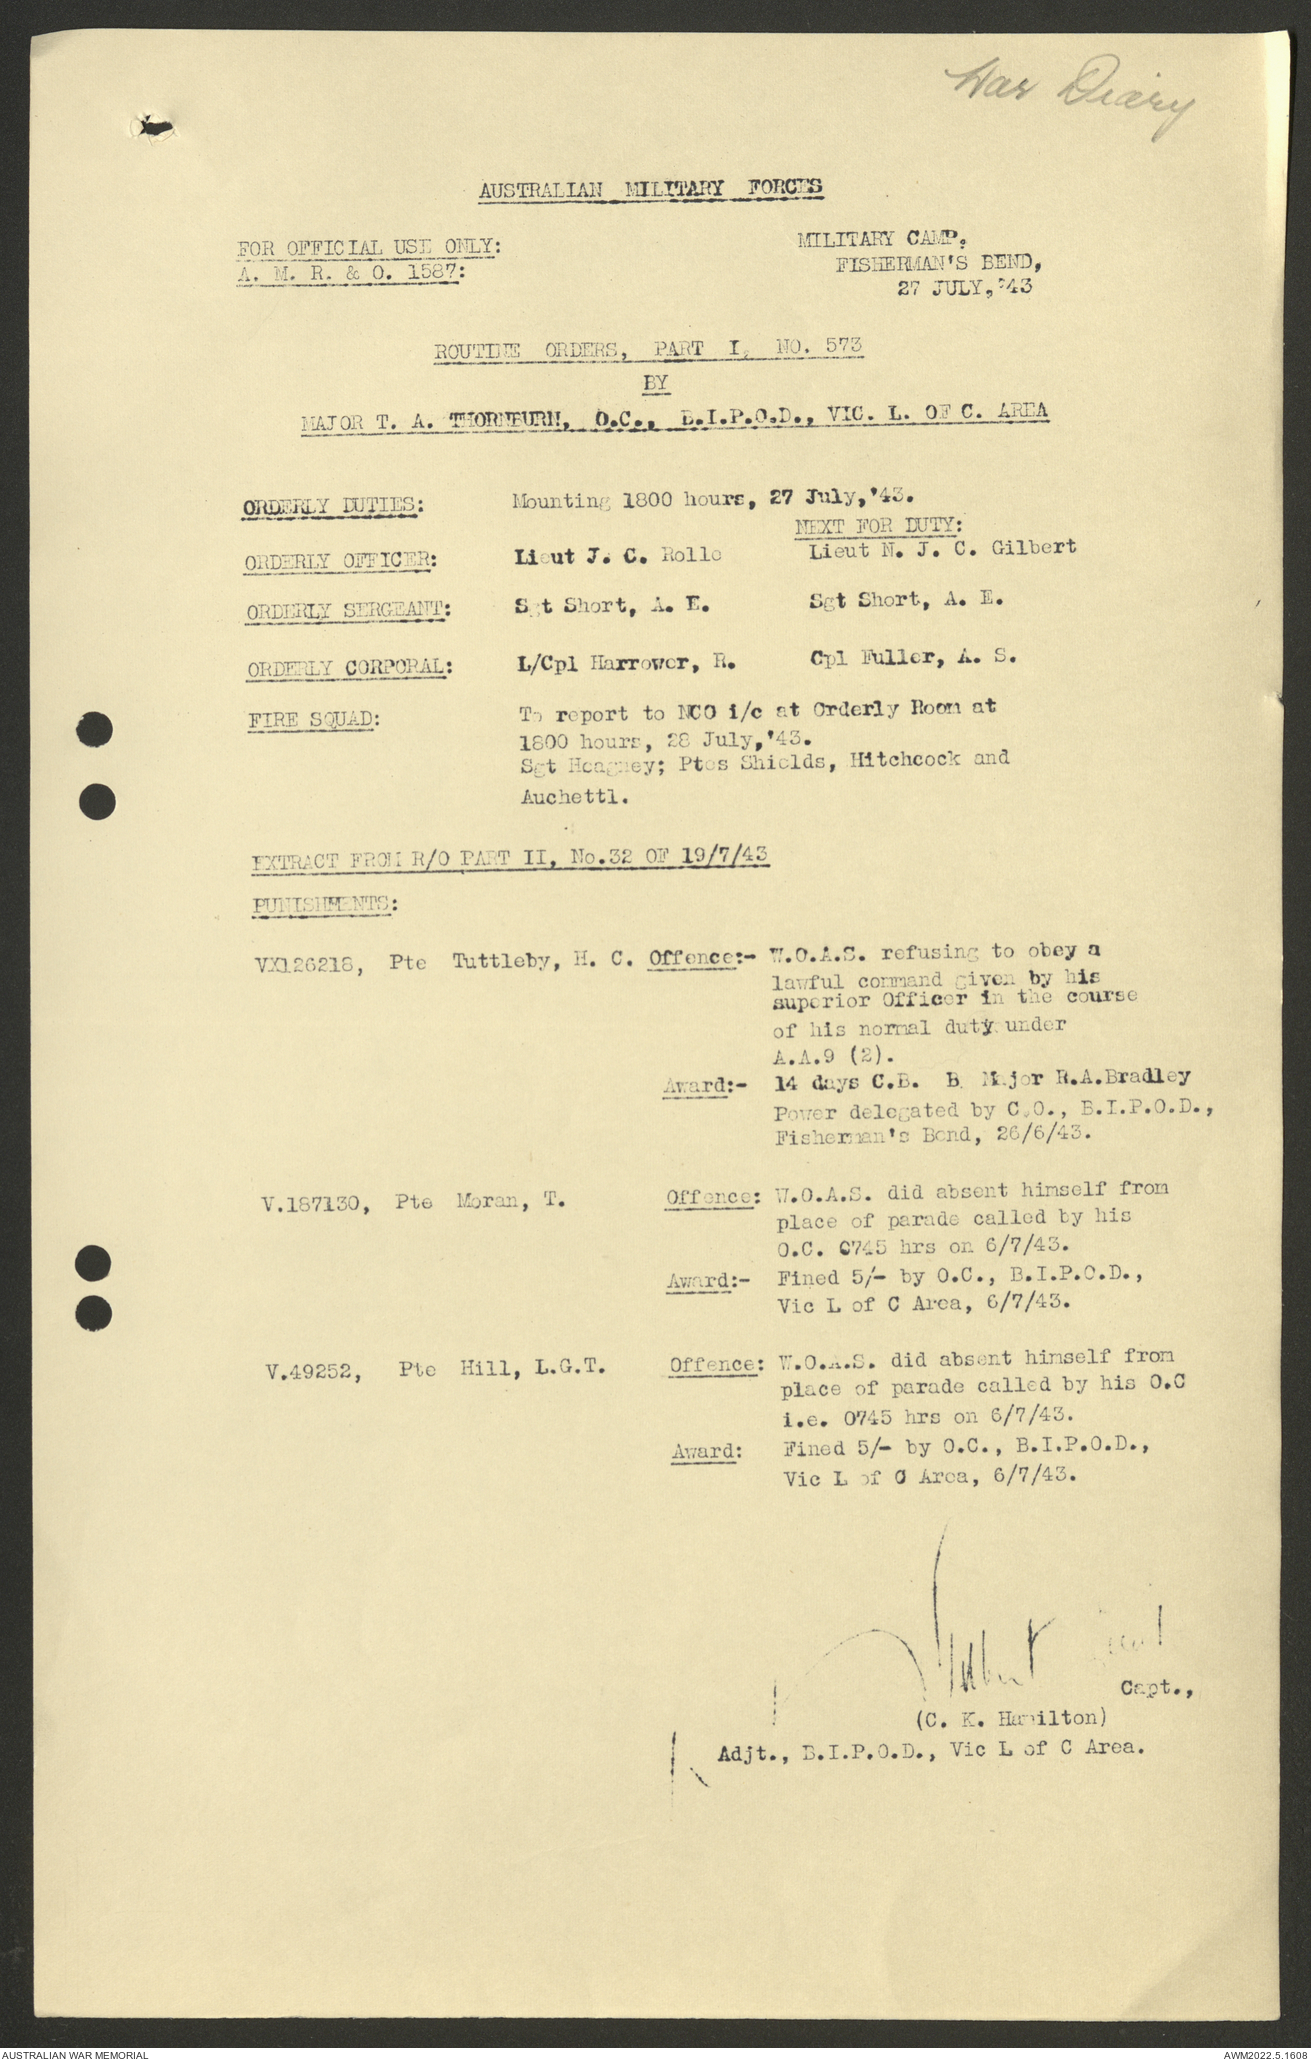 War Diary
AUSTRALIAN MILITARY FORCES
FOR OFFICIAL USE ONLY:
A. M. R. & O. 1587:
MILITARY CAMP,
FISHERMAN'S BEND,
27 JULY,'43
ROUTINE ORDERS, PART I, NO. 573
BY
MAJOR T. A. THORNBURN, O.C., B.I.P.O.D., VIC. L. OF C. AREA
ORDERLY DUTIES: Mounting 1800 hours, 27 July,'43.
NEXT FOR DUTY:
ORDERLY OFFICER: Lieut J. C. Rollo Lieut N. J. C. Gilbert
ORDERLY SERGEANT: Sgt Short, A. E. Sgt Short, A. E.
ORDERLY CORPORAL: L/Cpl Harrower, R. Cpl Fuller, A. S.
FIRE SQUAD: To report to NCO i/c at Orderly Room at
1800 hours, 28 July,'43.
Sgt Heagney; Ptes Shields, Hitchcock and
Auchettl.
EXTRACT FROM R/O PART II, No.32 OF 19/7/43
PUNISHMENTS:
VX126218, Pte Tuttleby, H. C. Offence:- W.O.A.S. refusing to obey a
lawful command given by his
superior Officer in the course
of his normal duty under
A.A.9 (2).
Award:- 14 days C.B. B Major R.A.Bradley
Power delegated by C.O., B.I.P.O.D.,
Fisherman's Bend, 26/6/43.
V.187130, Pte Moran, T. Offence: W.O.A.S. did absent himself from
place of parade called by his
O.C. 0745 hrs on 6/7/43.
Award:- Fined 5/- by O.C., B.I.P.O.D.,
Vic L of C Area, 6/7/43.
V.49252, Pte Hill, L.G.T. Offence: W.O.A.S. did absent himself from
place of parade called by his O.C
i.e. 0745 hrs on 6/7/43.
Award: Fined 5/- by O.C., B.I.P.O.D.,
Vic L of C Area, 6/7/43.
Capt.,
(C. K. Hamilton)
Adjt., B.I.P.O.D., Vic L of C Area.
AUSTRALIAN WAR MEMORIAL
AWM2022.5.1608